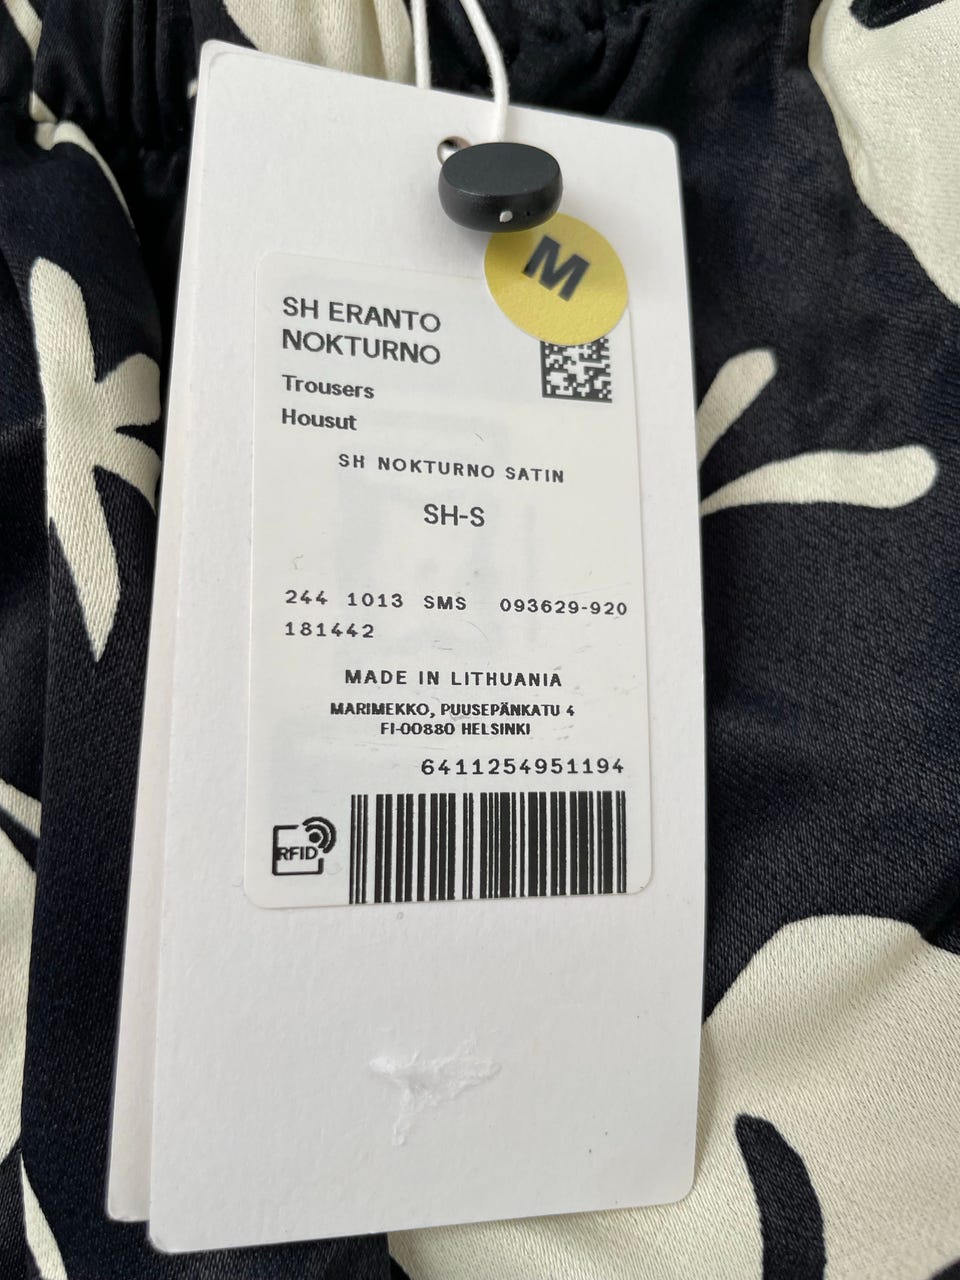 M
SH ERANTO
NOKTURNO
Trousers
Housut
SH NOKTURNO SATIN
SH-S
244 1013 SMS 093629-920
181442
MADE IN LITHUANIA
MARIMEKKO, PUUSEPÄNKATU 4
FI-00880 HELSINKI
6411254951194
RFID